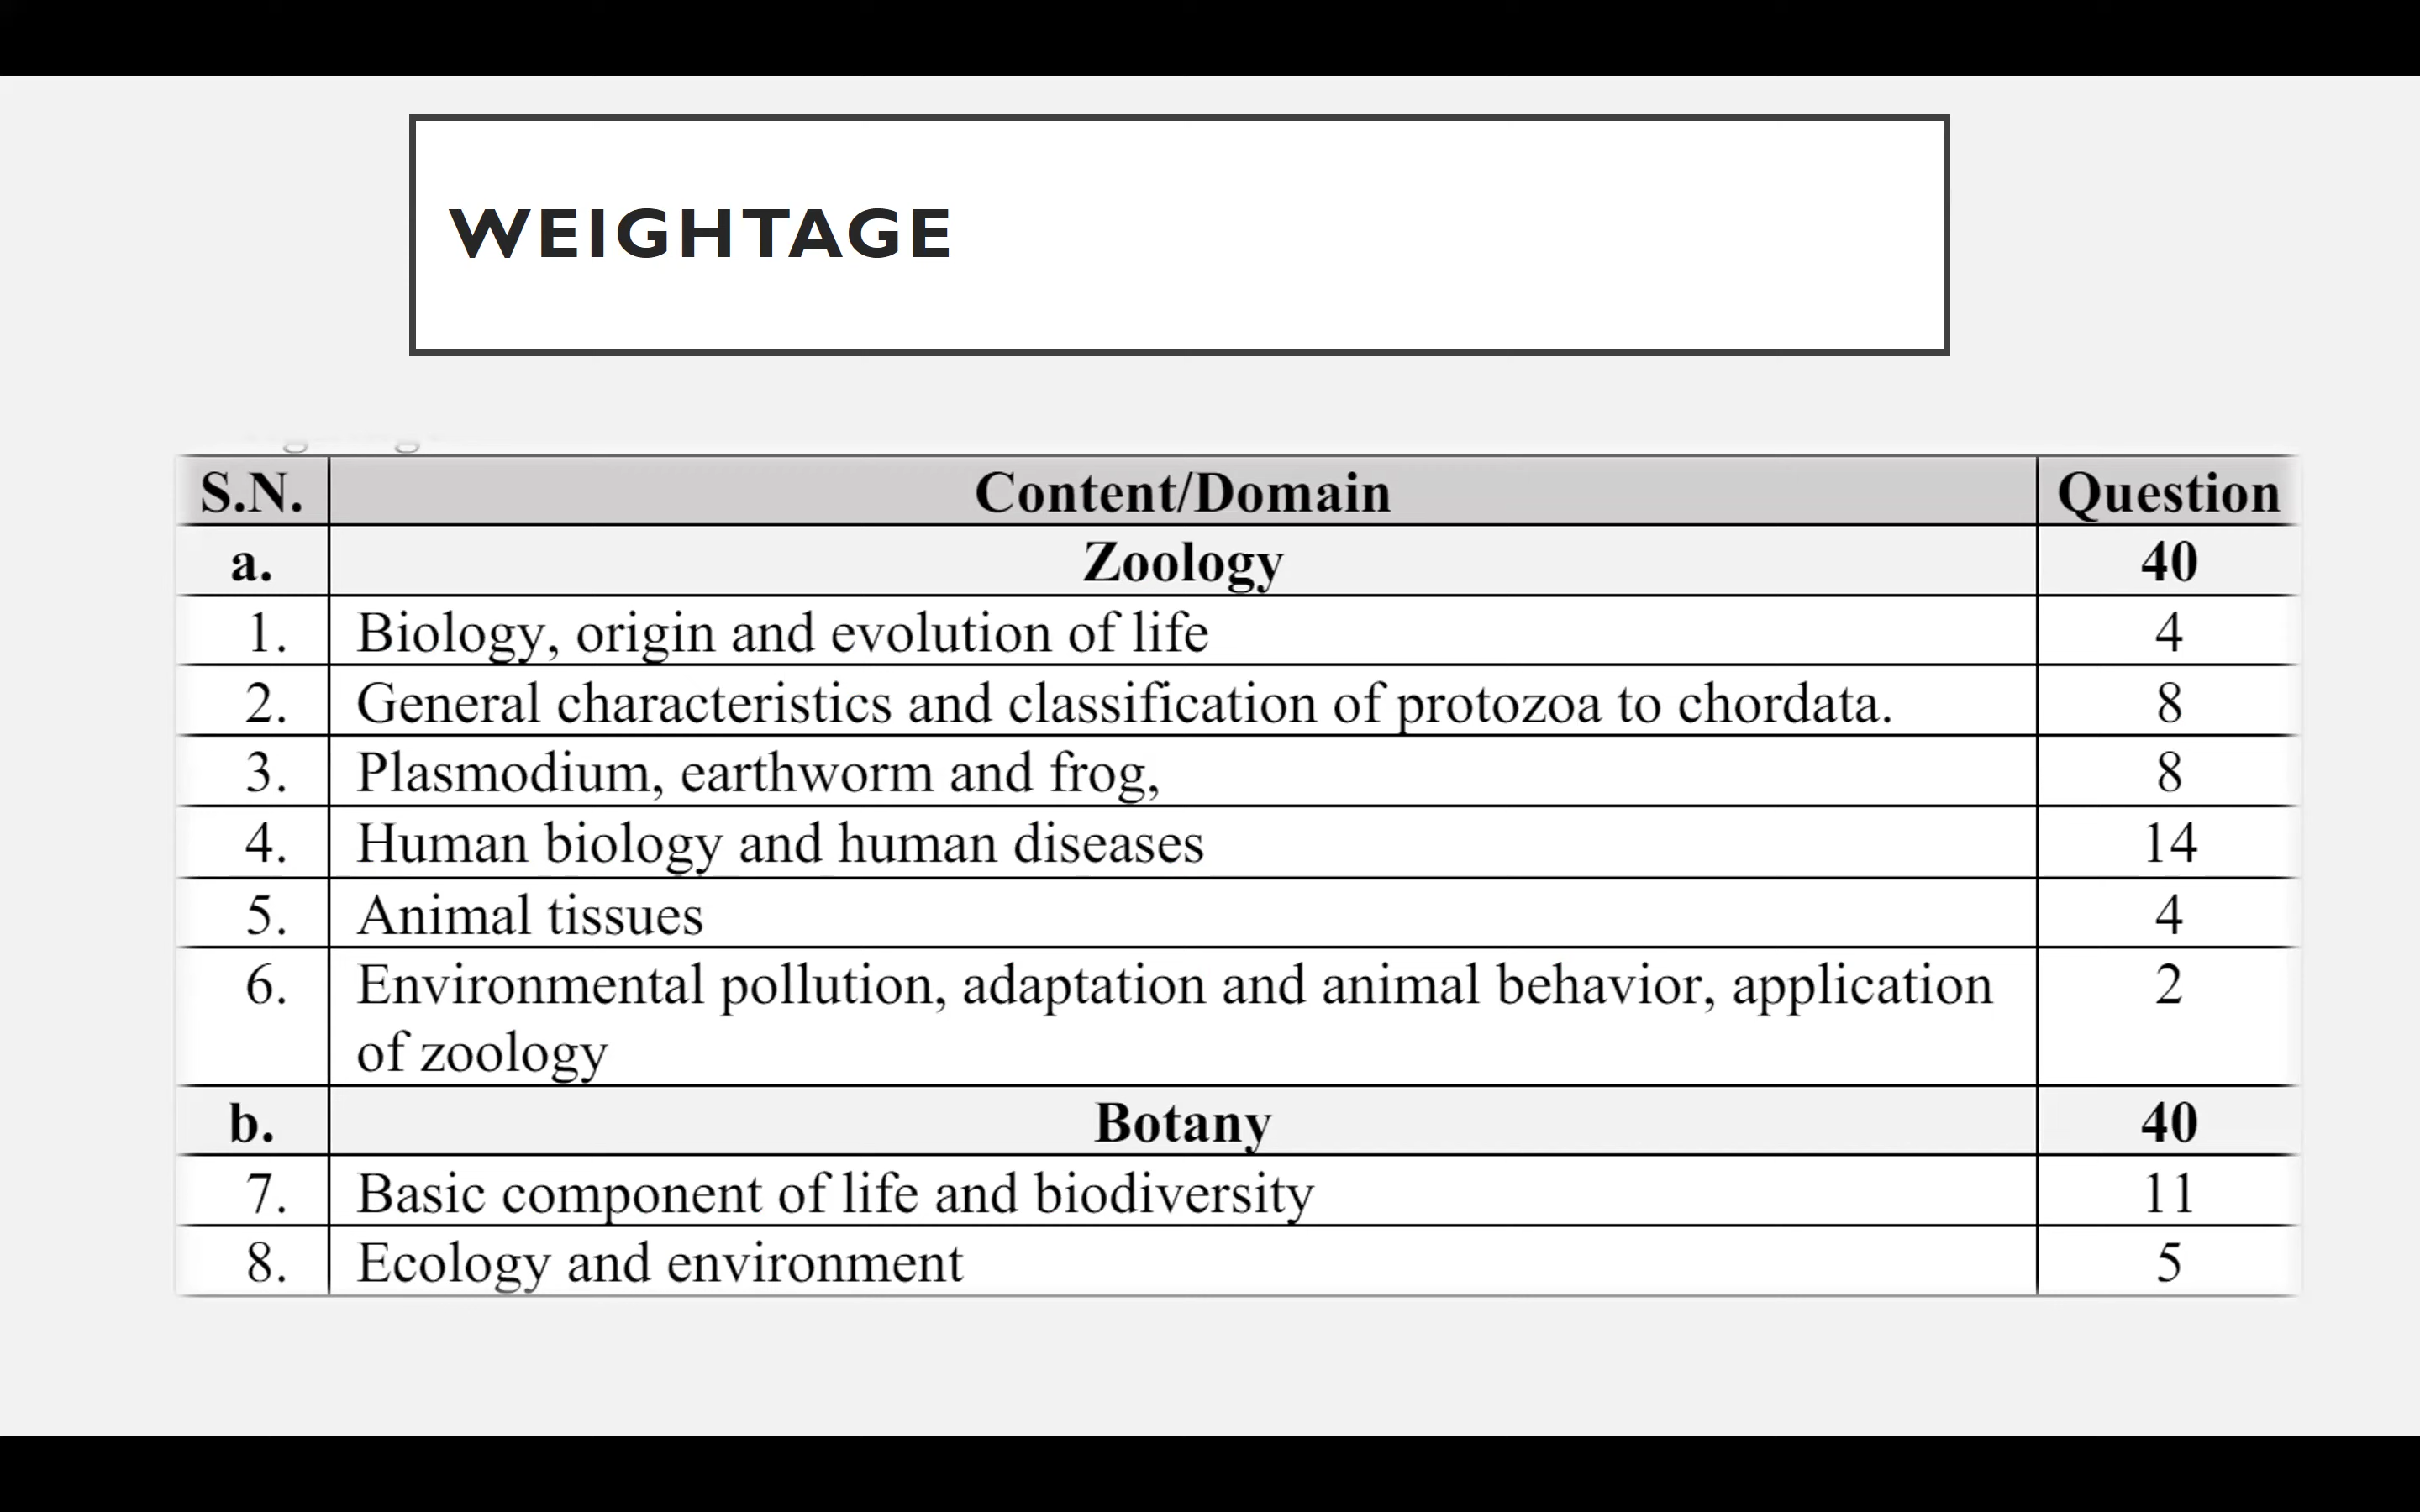 WEIGHTAGE
S.N. Content/Domain Question
a. Zoology 40
1. Biology, origin and evolution of life 4
2. General characteristics and classification of protozoa to chordata. 8
3. Plasmodium, earthworm and frog, 8
4. Human biology and human diseases 14
5. Animal tissues 4
6. Environmental pollution, adaptation and animal behavior, application 2
of zoology
b. Botany 40
7. Basic component of life and biodiversity 11
8. Ecology and environment 5